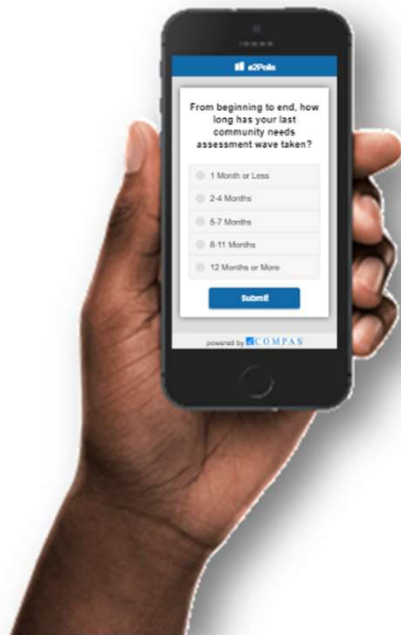 e2Polls
From beginning to end, how
long has your last
community needs
assessment wave taken?
1 Month or Less
2-4 Months
5-7 Months
8-11 Months
12 Months or More
Submit
powered by eCOMPAS